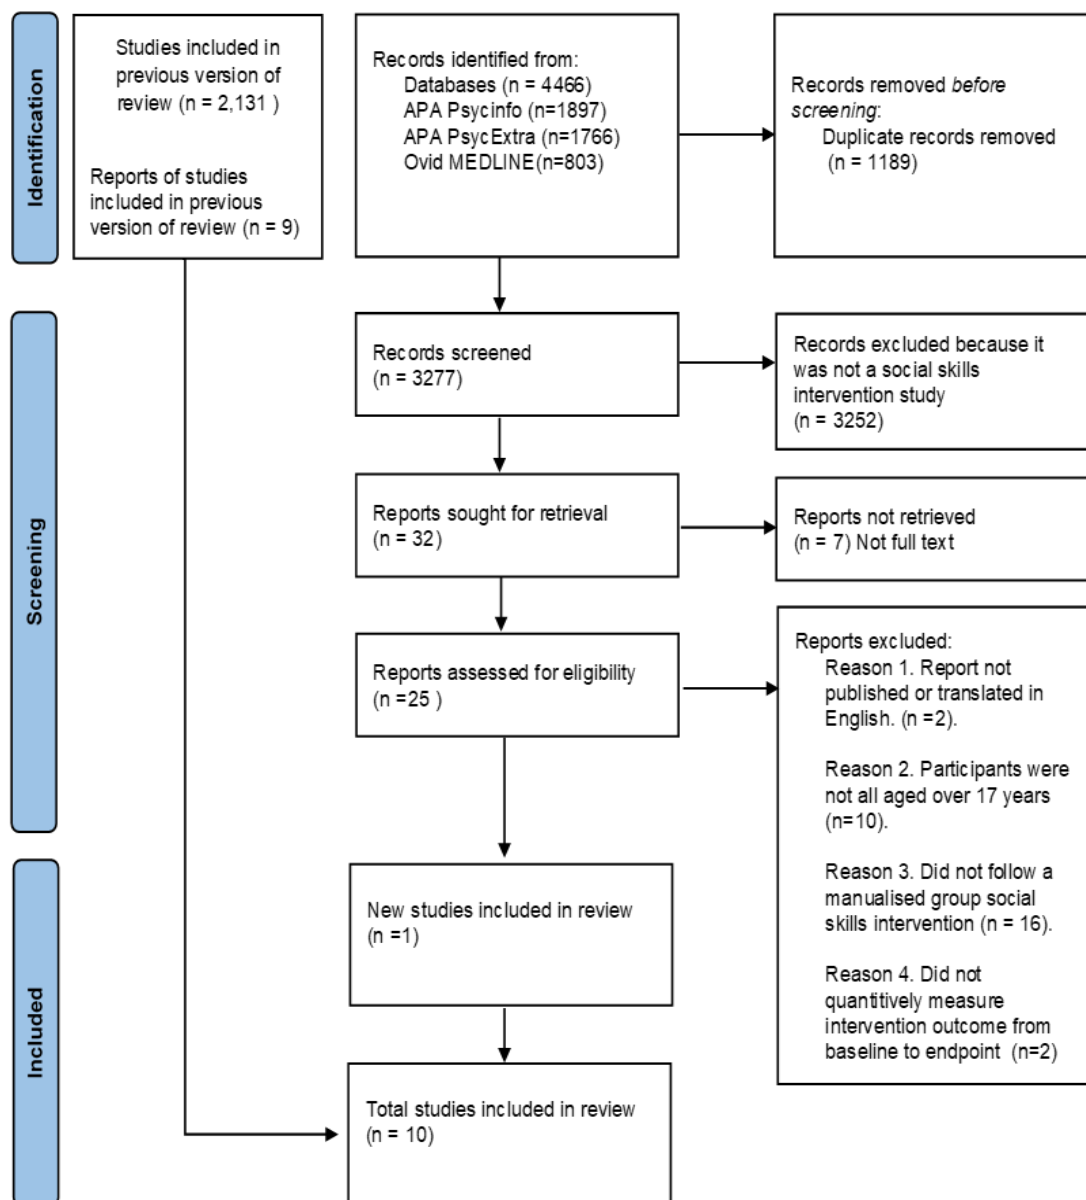 Identification
Studies included in
previous version of
review (n = 2,131 )
Reports of studies
included in previous
version of review (n = 9)
Records identified from:
Databases (n = 4466)
APA Psycinfo (n=1897)
APA PsycExtra (n=1766)
Ovid MEDLINE(n=803)
Records removed before
screening:
Duplicate records removed
(n = 1189)
Screening
Records screened
(n = 3277)
Records excluded because it
was not a social skills
intervention study
(n = 3252)
Reports sought for retrieval
(n = 32)
Reports not retrieved
(n = 7) Not full text
Reports assessed for eligibility
(n =25 )
Reports excluded:
Reason 1. Report not
published or translated in
English. (n =2).
Reason 2. Participants were
not all aged over 17 years
(n=10).
Reason 3. Did not follow a
manualised group social
skills intervention (n = 16).
Reason 4. Did not
quantitively measure
intervention outcome from
baseline to endpoint (n=2)
Included
New studies included in review
(n =1)
Total studies included in review
(n = 10)